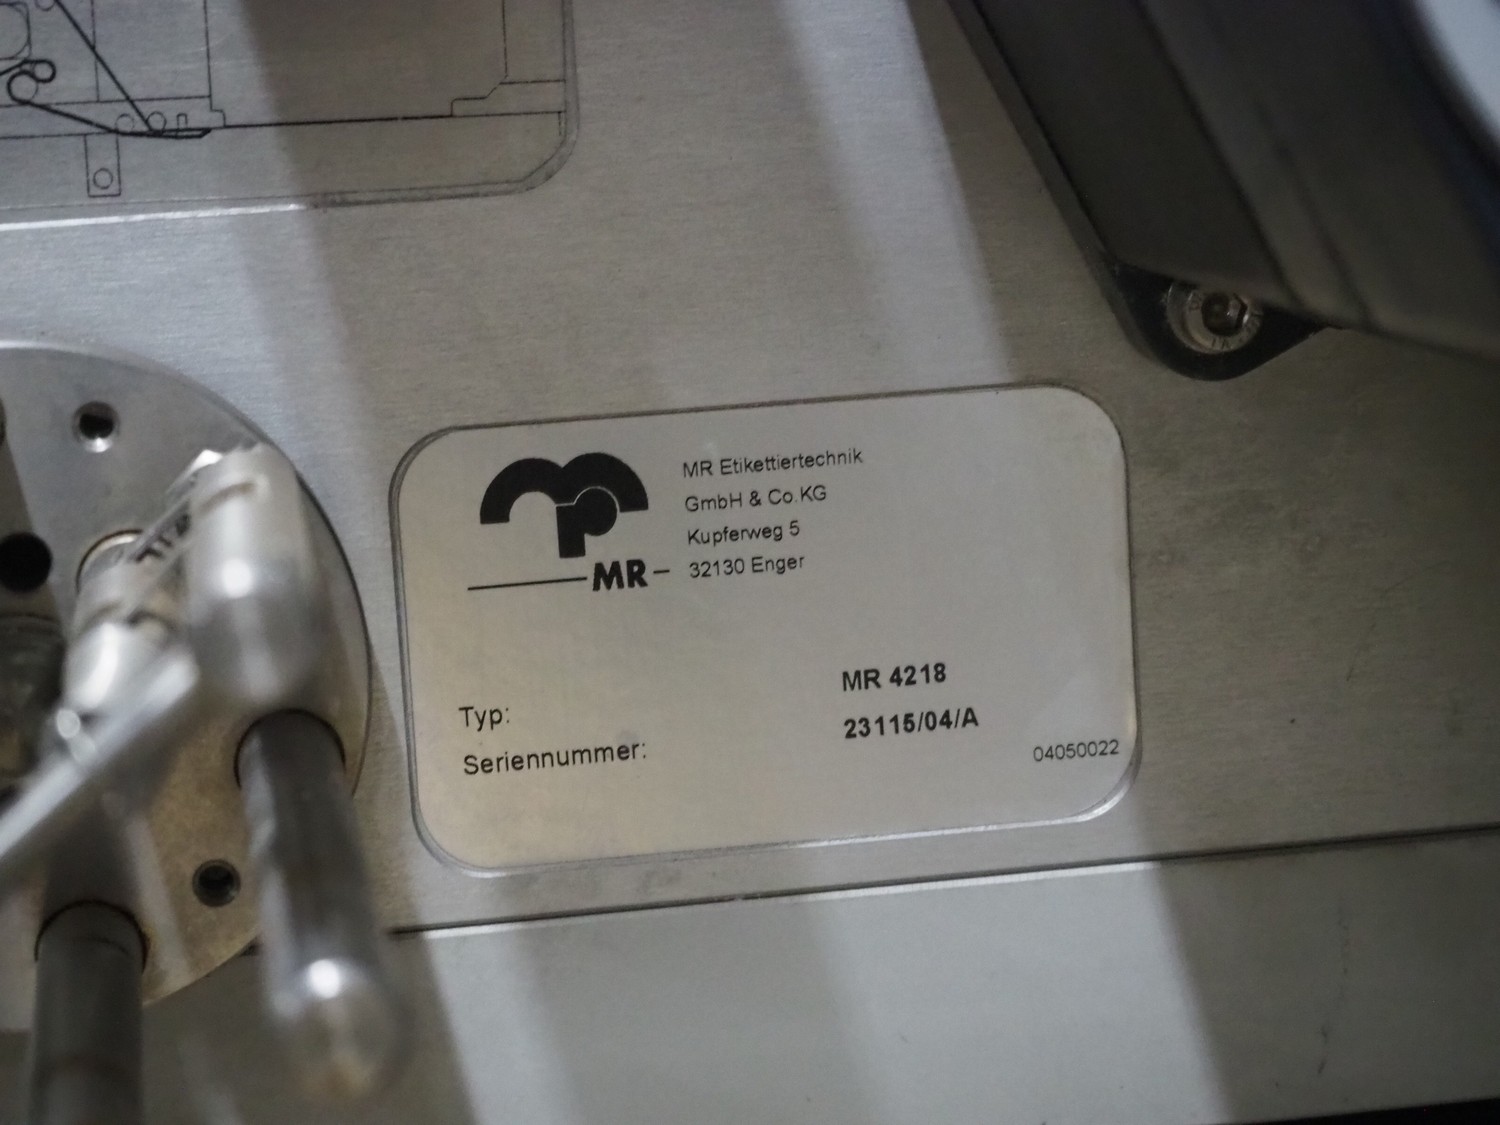 MR Etikettiertechnik
GmbH & Co.KG
Kupferweg 5
32130 Enger
MR
Typ: MR 4218
Seriennummer: 23115/04/A
04050022